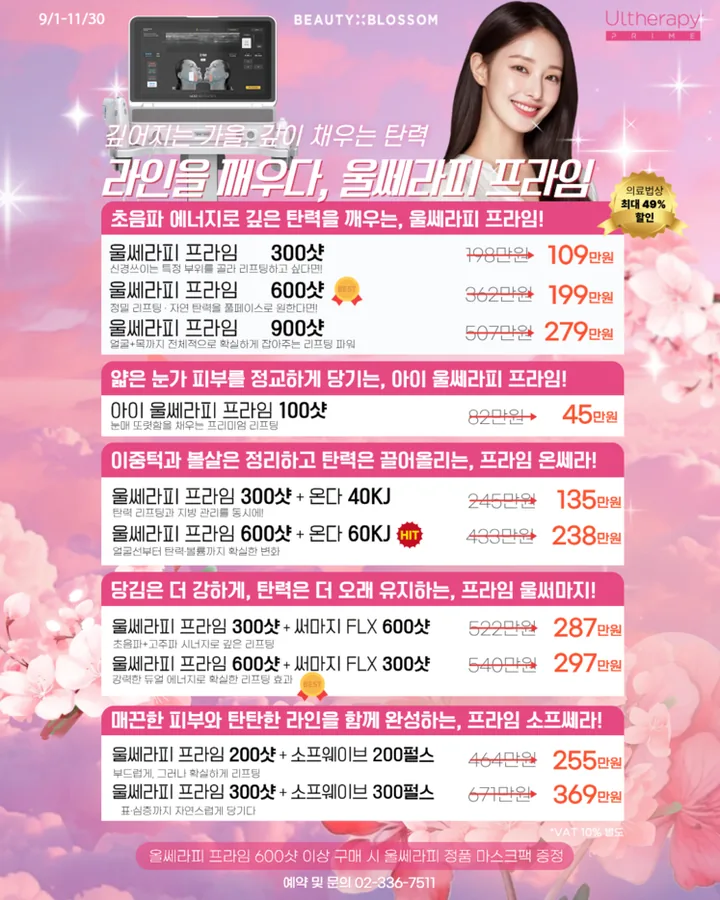 9/1-11/30
BEAUTY::BLOSSOM
Ultherapy
PRIME
깊어지는 가을, 깊이 채우는 탄력
라인을 깨우다, 울쎄라피 프라임
의료법상
최대 49%
할인
초음파 에너지로 깊은 탄력을 깨우는, 울쎄라피 프라임!
울쎄라피 프라임 300샷 198만원 109만원
신경쓰이는 특정 부위를 골라 리프팅하고 싶다면!
울쎄라피 프라임 600샷 BEST 362만원 199만원
정밀 리프팅 · 자연 탄력을 풀페이스로 원한다면!
울쎄라피 프라임 900샷 507만원 279만원
얼굴+목까지 전체적으로 확실하게 잡아주는 리프팅 파워
얇은 눈가 피부를 정교하게 당기는, 아이 울쎄라피 프라임!
아이 울쎄라피 프라임 100샷 82만원 45만원
눈매 또렷함을 채우는 프리미엄 리프팅
이중턱과 볼살은 정리하고 탄력은 끌어올리는, 프라임 온쎄라!
울쎄라피 프라임 300샷 + 온다 40KJ 245만원 135만원
탄력 리프팅과 지방 관리를 동시에!
울쎄라피 프라임 600샷 + 온다 60KJ HIT 433만원 238만원
얼굴선부터 탄력·볼륨까지 확실한 변화
당김은 더 강하게, 탄력은 더 오래 유지하는, 프라임 울써마지!
울쎄라피 프라임 300샷 + 써마지 FLX 600샷 522만원 287만원
초음파+고주파 시너지로 깊은 리프팅
울쎄라피 프라임 600샷 + 써마지 FLX 300샷 540만원 297만원
강력한 듀얼 에너지로 확실한 리프팅 효과 BEST
매끈한 피부와 탄탄한 라인을 함께 완성하는, 프라임 소프쎄라!
울쎄라피 프라임 200샷 + 소프웨이브 200펄스 464만원 255만원
부드럽게, 그러나 확실하게 리프팅
울쎄라피 프라임 300샷 + 소프웨이브 300펄스 671만원 369만원
표·심층까지 자연스럽게 당기다
*VAT 10% 별도
울쎄라피 프라임 600샷 이상 구매 시 울쎄라피 정품 마스크팩 증정
예약 및 문의 02-336-7511